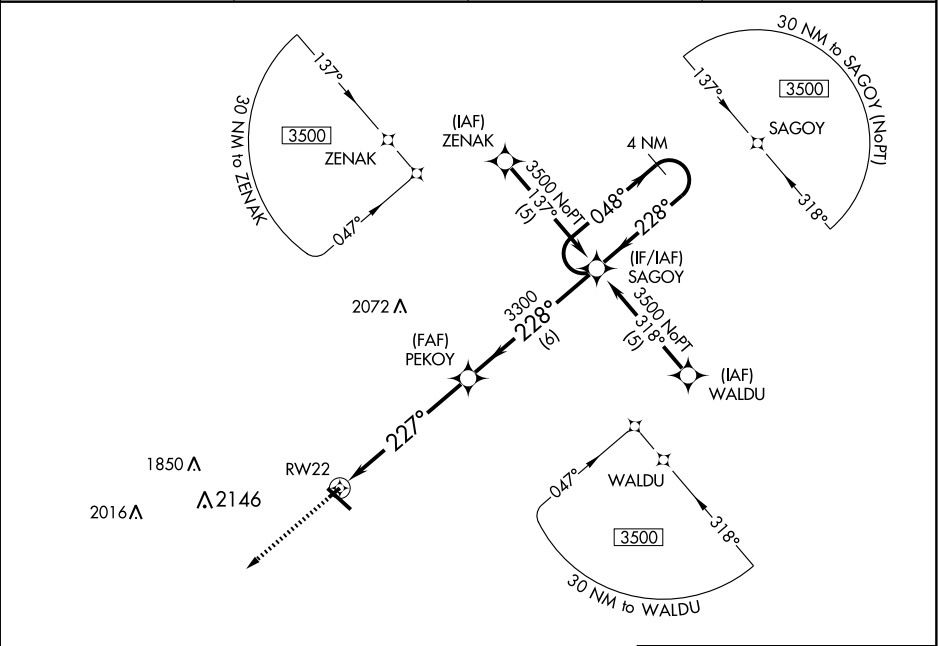 137°
30 NM to ZENAK
3500
ZENAK
047°
(IAF)
ZENAK
3500 NoPT
137°
(5)
4 NM
048°
228°
30 NM to SAGOY (NoPT)
137°
3500
SAGOY
318°
(IF/IAF)
SAGOY
2072
3300
228°
(6)
(FAF)
PEKOY
3500 NoPT
318°
(5)
(IAF)
WALDU
227°
1850
RW22
2016
2146
047°
WALDU
318°
3500
30 NM to WALDU